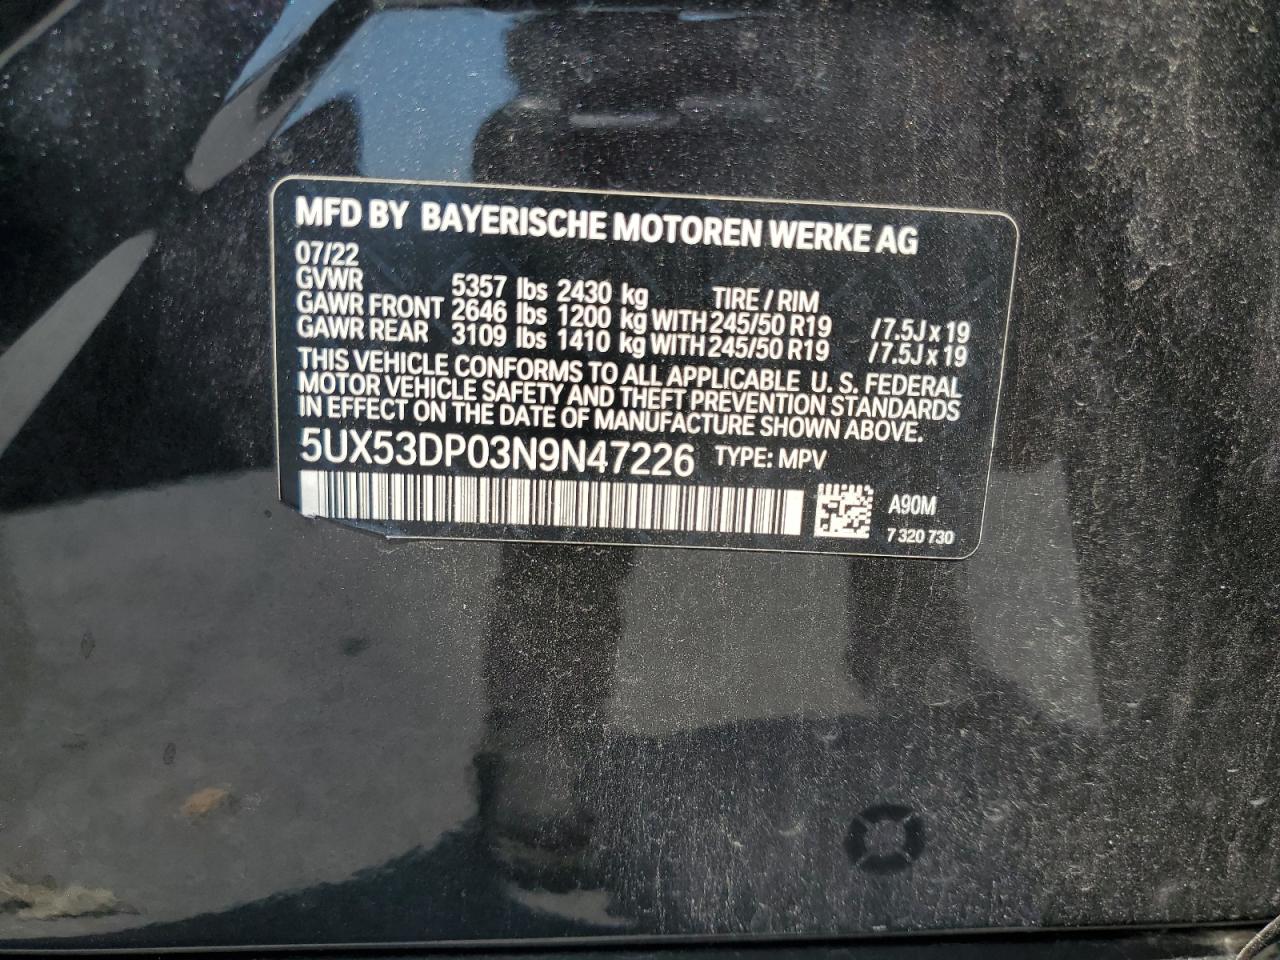 MFD BY BAYERISCHE MOTOREN WERKE AG
07/22
GVWR 5357 lbs 2430 kg TIRE / RIM
GAWR FRONT 2646 lbs 1200 kg WITH 245/50 R19 /7.5J x 19
GAWR REAR 3109 lbs 1410 kg WITH 245/50 R19 /7.5J x 19
THIS VEHICLE CONFORMS TO ALL APPLICABLE U. S. FEDERAL
MOTOR VEHICLE SAFETY AND THEFT PREVENTION STANDARDS
IN EFFECT ON THE DATE OF MANUFACTURE SHOWN ABOVE.
5UX53DP03N9N47226 TYPE: MPV
A90M
7 320 730